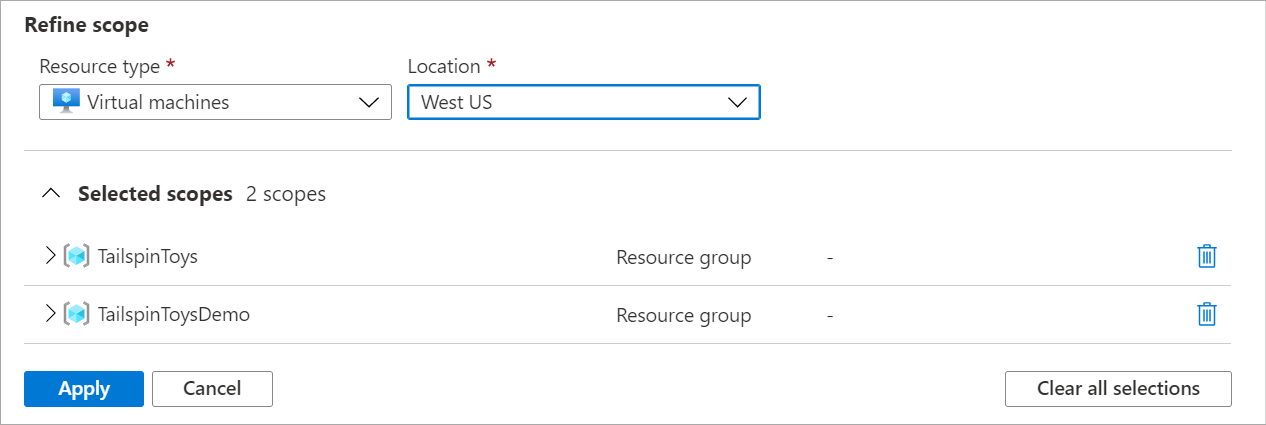 Refine scope
Resource type * Location *
Virtual machines West US
Selected scopes 2 scopes
TailspinToys Resource group -
TailspinToysDemo Resource group -
Apply Cancel Clear all selections